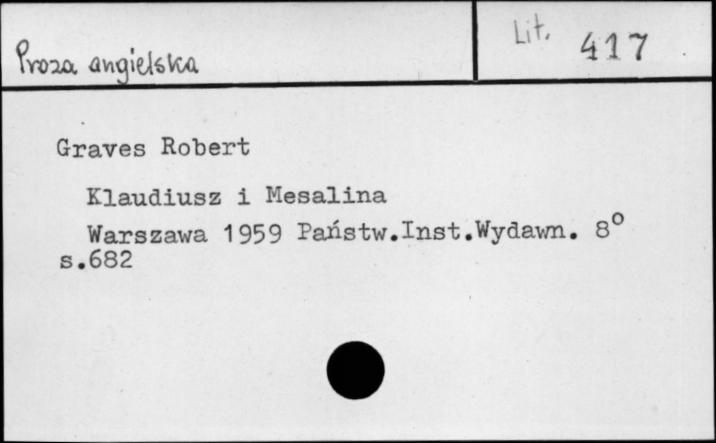 Proza angielska
Lit. 417
Graves Robert
Klaudiusz i Mesalina
Warszawa 1959 Państw.Inst.Wydawn. 8°
s.682